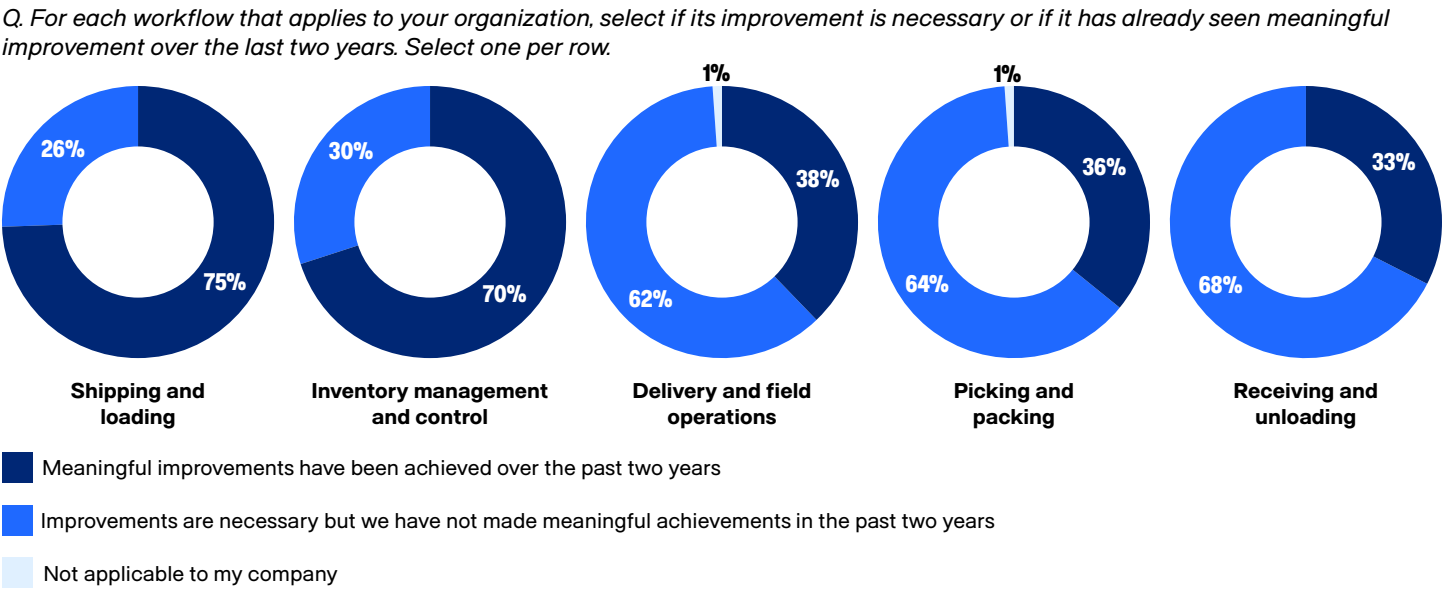 Q. For each workflow that applies to your organization, select if its improvement is necessary or if it has already seen meaningful
improvement over the last two years. Select one per row.
26%
75%
30%
70%
1%
38%
62%
1%
36%
64%
33%
68%
Shipping and
loading
Inventory management
and control
Delivery and field
operations
Picking and
packing
Receiving and
unloading
Meaningful improvements have been achieved over the past two years
Improvements are necessary but we have not made meaningful achievements in the past two years
Not applicable to my company